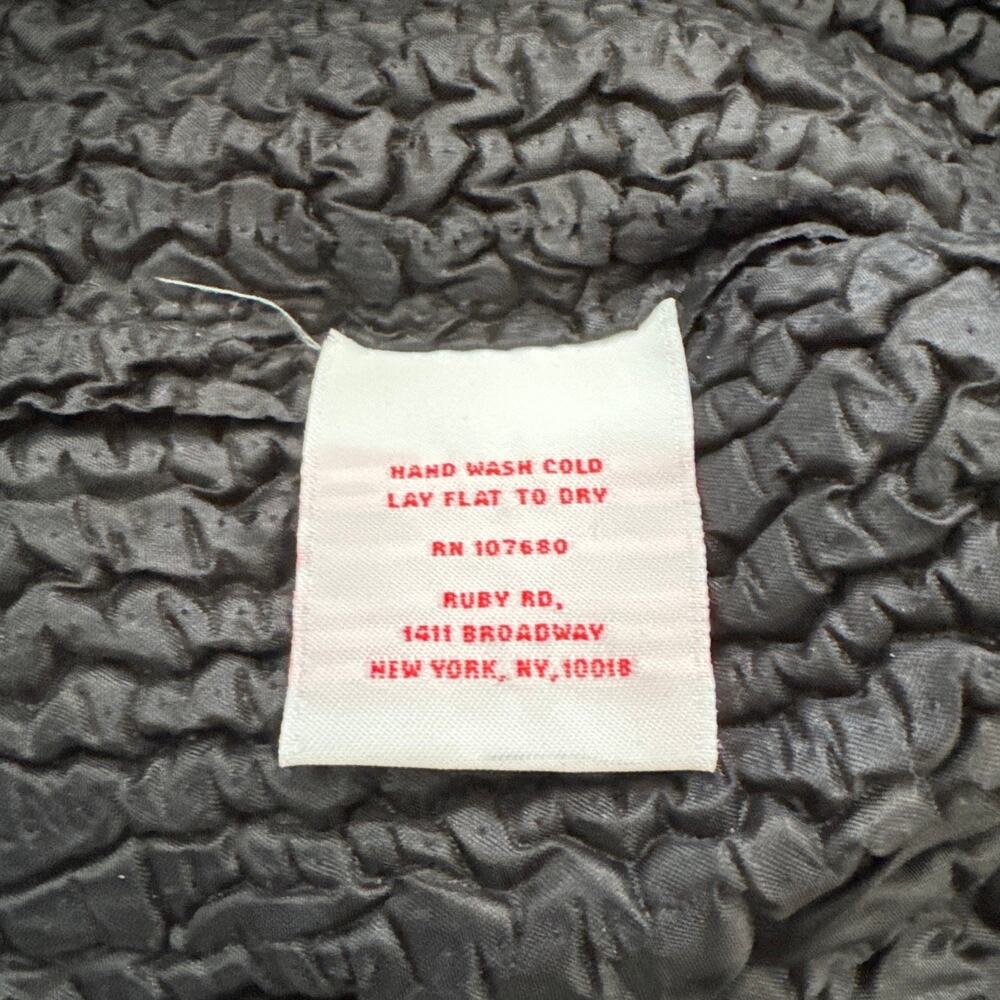 HAND WASH COLD
LAY FLAT TO DRY
RN 107680
RUBY RD,
1411 BROADWAY
NEW YORK, NY, 10018